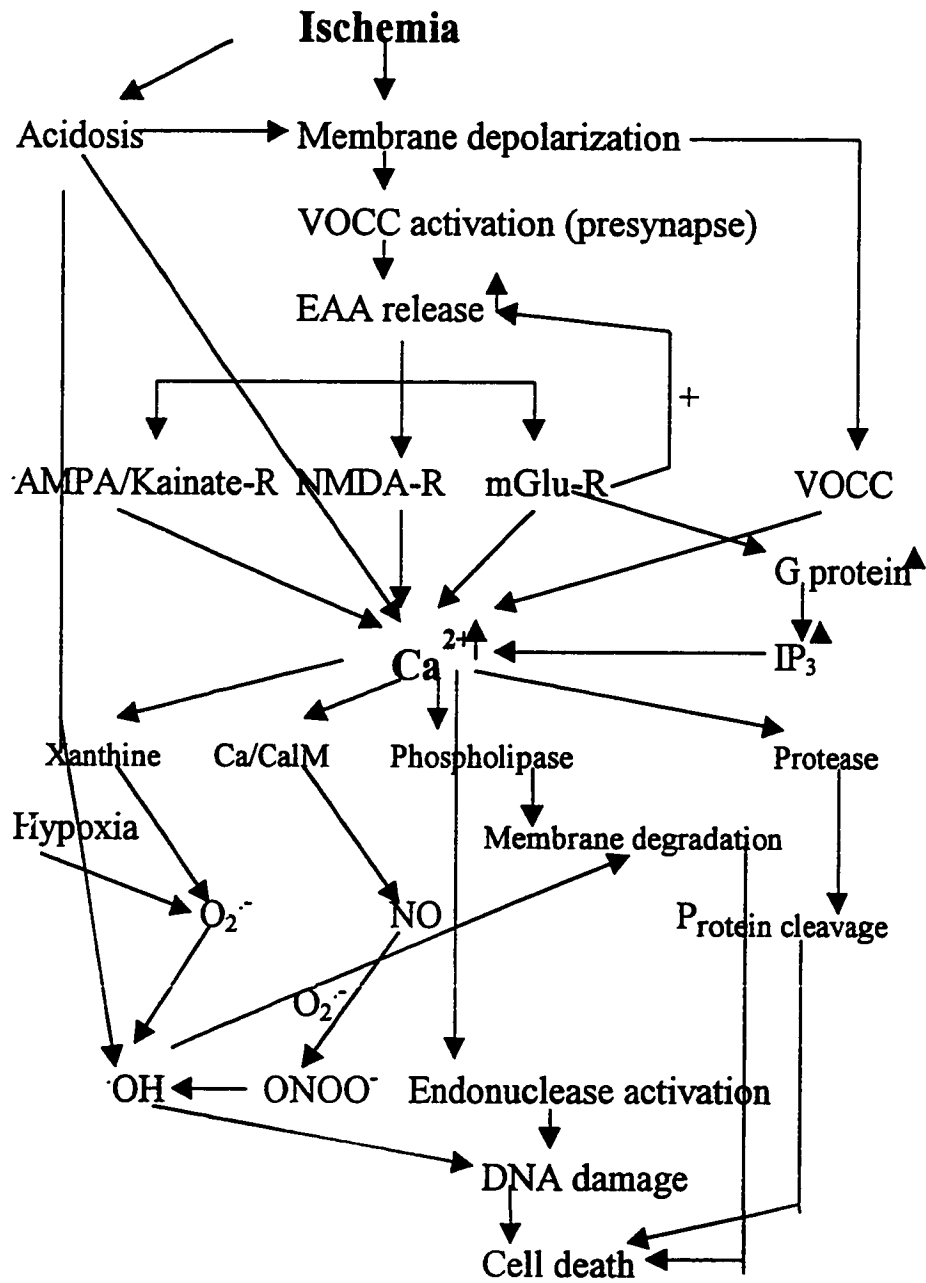 Ischemia
Acidosis Membrane depolarization
VOCC activation (presynapse)
EAA release
+
AMPA/Kainate-R NMDA-R mGlu-R VOCC
G protein
Ca²⁺ IP₃
Xanthine Ca/CalM Phospholipase Protease
Hypoxia Membrane degradation
O₂·⁻ NO Protein cleavage
O₂·⁻
·OH ONOO⁻ Endonuclease activation
DNA damage
Cell death